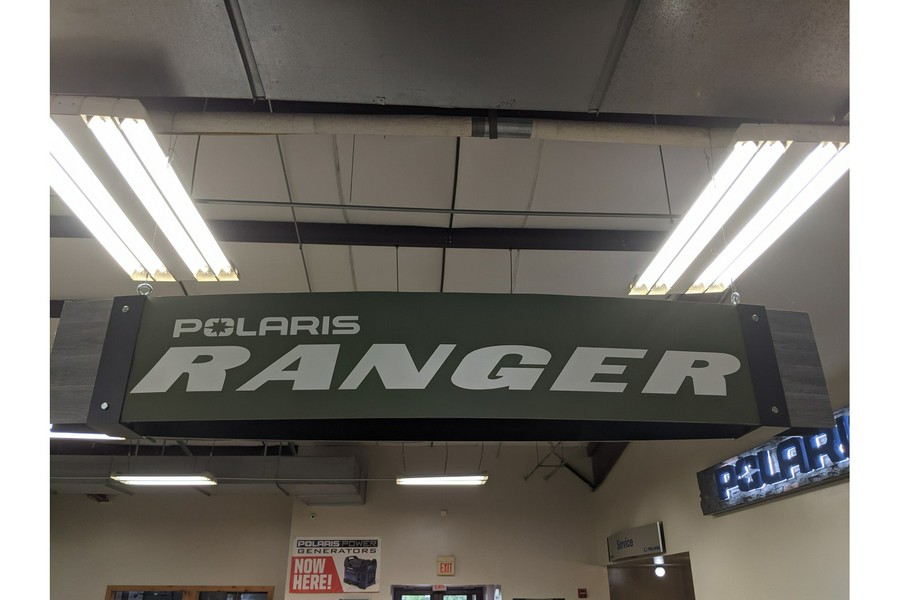 POLARIS
RANGER
POLARIS
Service
POLARIS POWER
GENERATORS
NOW
HERE!
EXIT